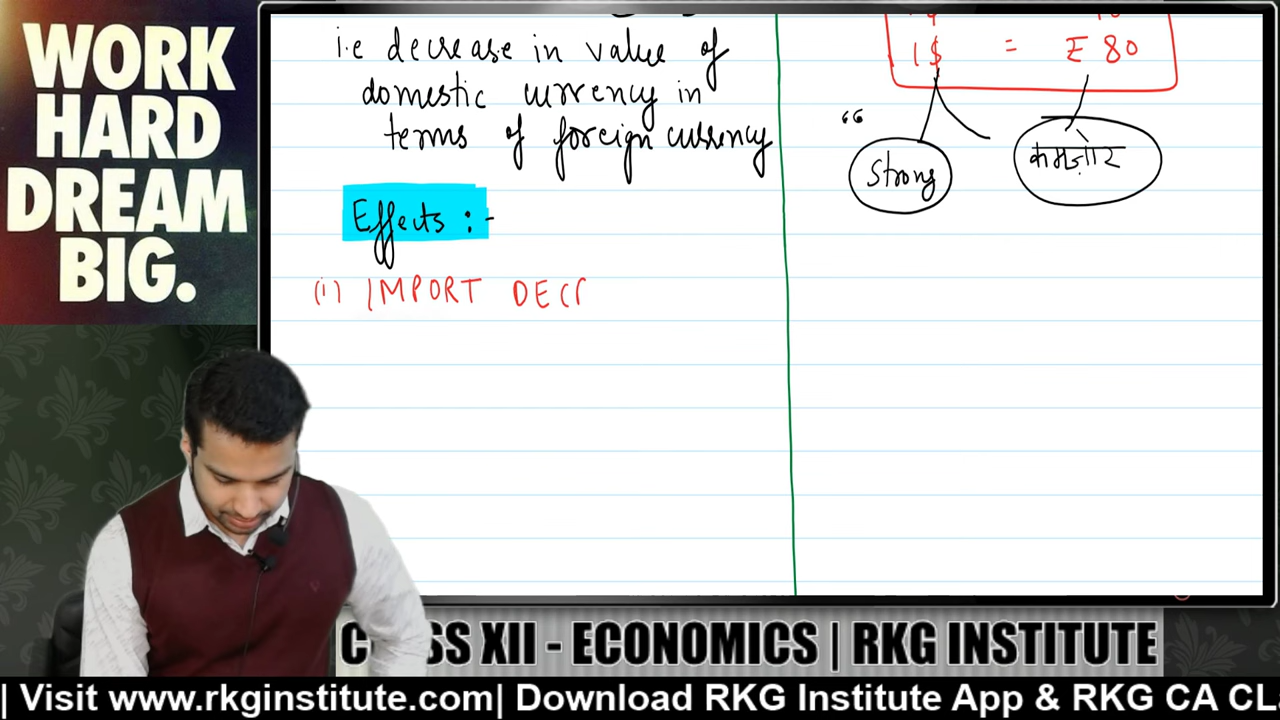 WORK
HARD
DREAM
BIG.
i.e decrease in value of
domestic currency in
terms of foreign currency
Effects :-
(i) IMPORT DECR
1$ = ₹ 80
“
Strong
कमज़ोर
CLASS XII - ECONOMICS | RKG INSTITUTE
| Visit www.rkginstitute.com| Download RKG Institute App & RKG CA CL